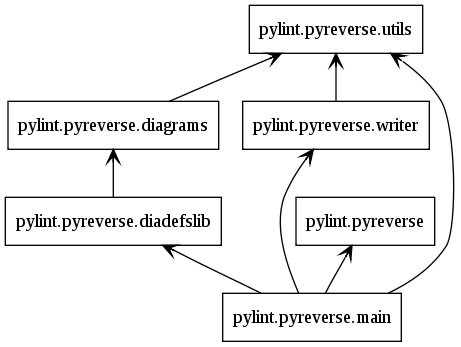 pylint.pyreverse.utils
pylint.pyreverse.diagrams
pylint.pyreverse.writer
pylint.pyreverse.diadefslib
pylint.pyreverse
pylint.pyreverse.main